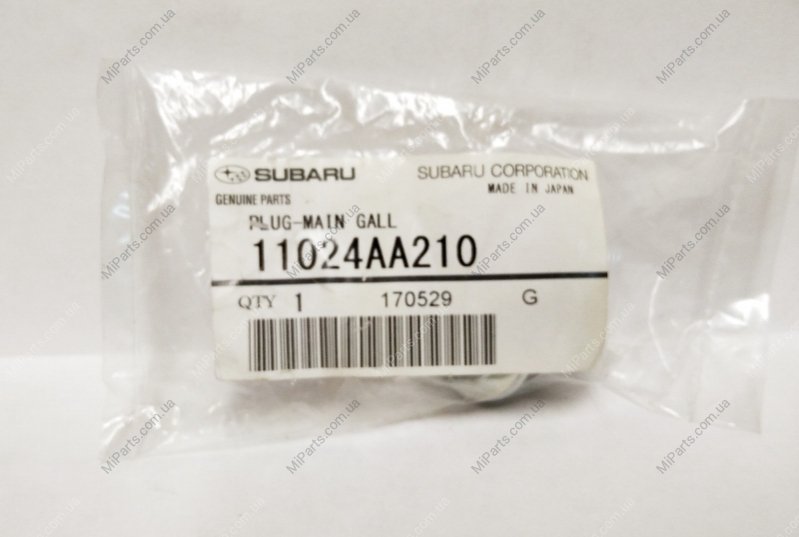 SUBARU SUBARU CORPORATION
GENUINE PARTS MADE IN JAPAN
PLUG-MAIN GALL
11024AA210
QTY 1 170529 G
MiParts.com.ua